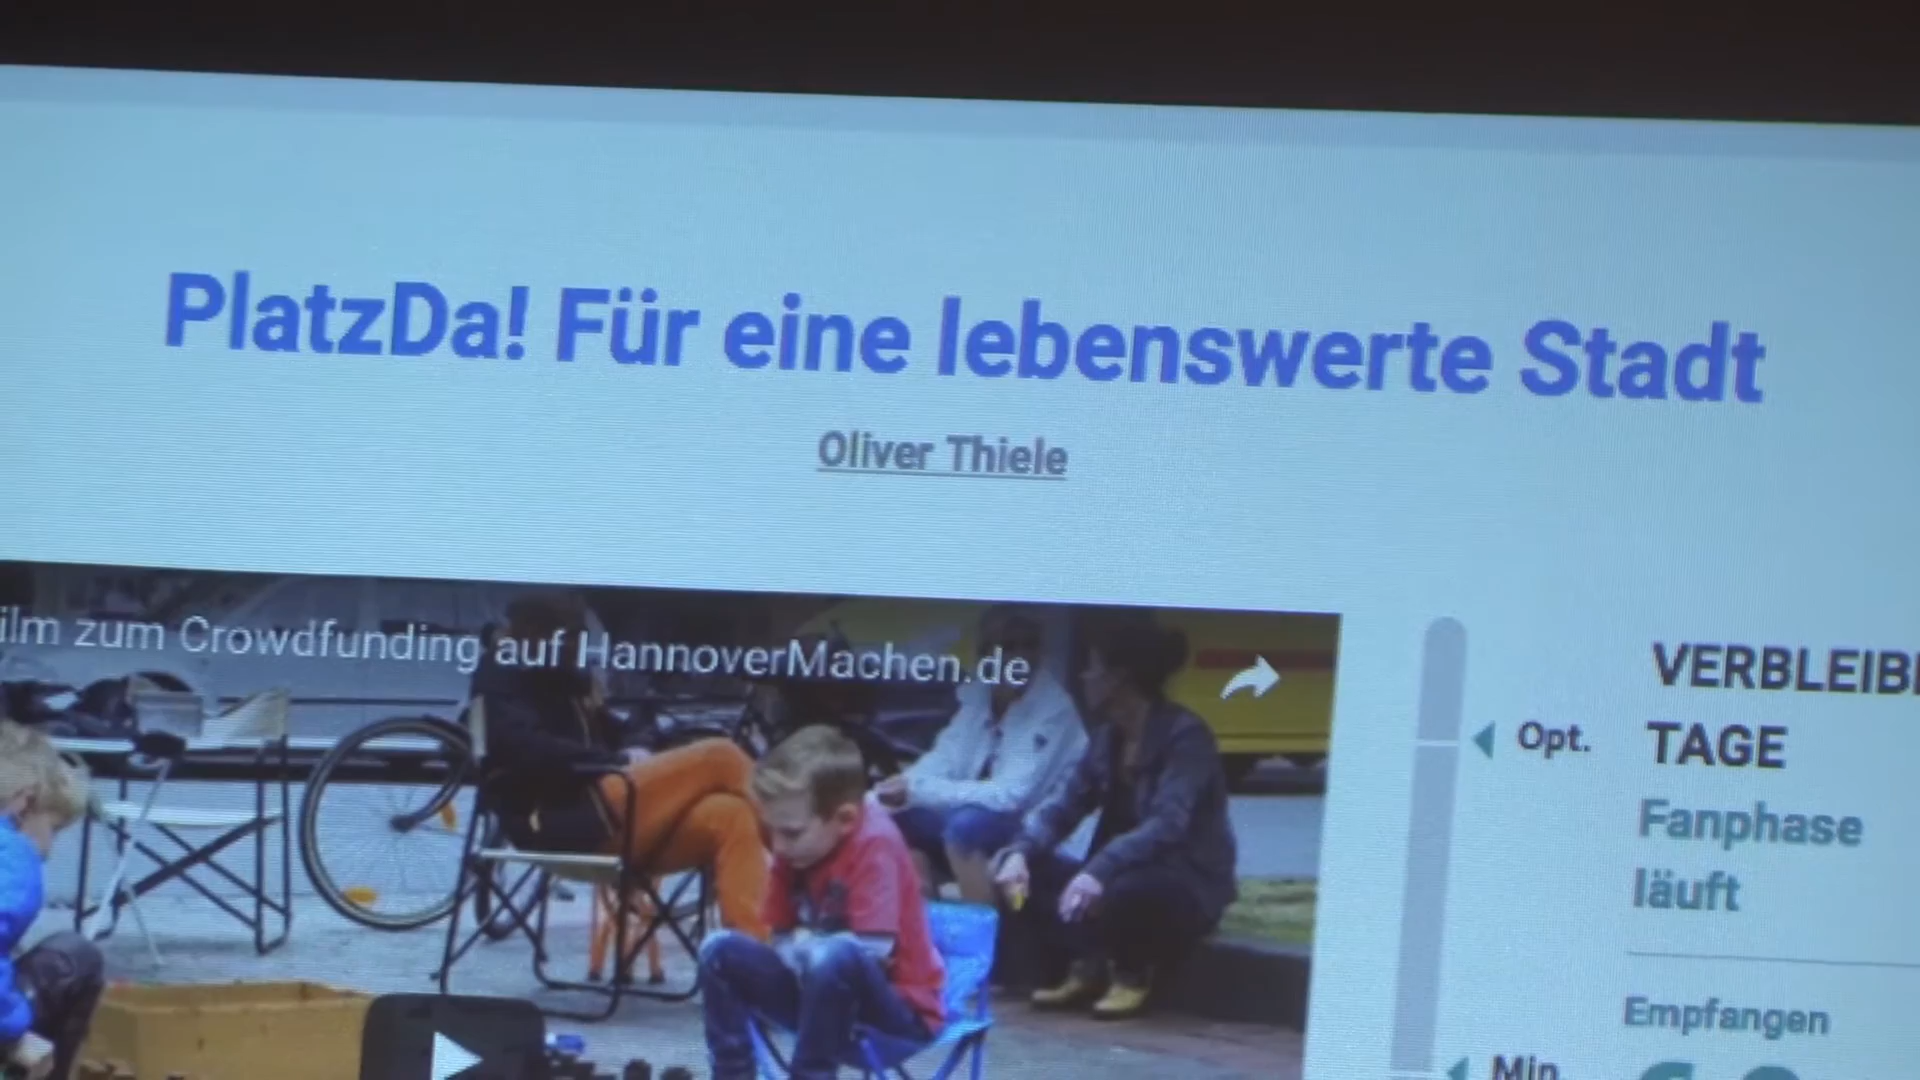 PlatzDa! Für eine lebenswerte Stadt
Oliver Thiele
ilm zum Crowdfunding auf HannoverMachen.de
Opt.
VERBLEIB
TAGE
Fanphase
läuft
Empfangen
Min